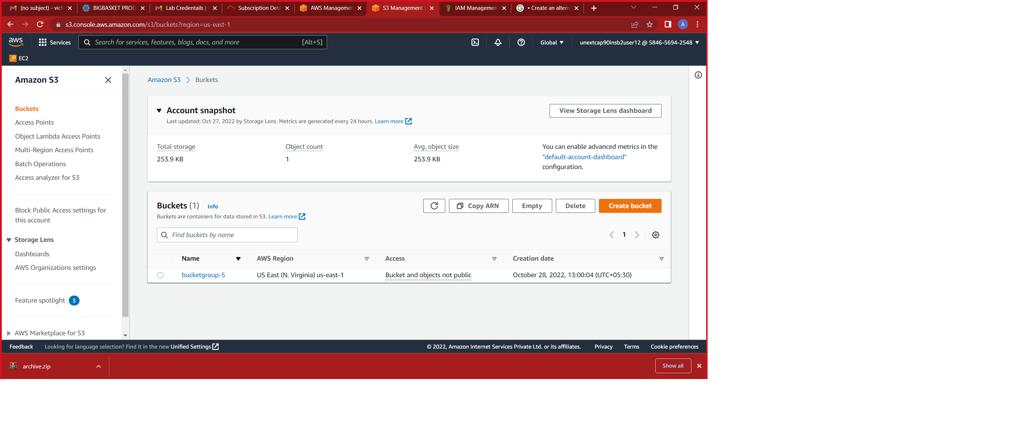 (no subject) - vich
BIGBASKET PROD
Lab Credentials |
Subscription Det
AWS Managemen
S3 Management
IAM Manageme
• Create an altern
s3.console.aws.amazon.com/s3/buckets?region=us-east-1
A
aws
Services
Search for services, features, blogs, docs, and more
[Alt+S]
Global
unextcap90insb2user12 @ 5846-5694-2548
EC2
Amazon S3
Buckets
Access Points
Object Lambda Access Points
Multi-Region Access Points
Batch Operations
Access analyzer for S3
Block Public Access settings for
this account
Storage Lens
Dashboards
AWS Organizations settings
Feature spotlight 3
AWS Marketplace for S3
Amazon S3 > Buckets
Account snapshot
Last updated: Oct 27, 2022 by Storage Lens. Metrics are generated every 24 hours. Learn more
View Storage Lens dashboard
Total storage
253.9 KB
Object count
1
Avg. object size
253.9 KB
You can enable advanced metrics in the
"default-account-dashboard"
configuration.
Buckets (1) Info
Buckets are containers for data stored in S3. Learn more
Copy ARN
Empty
Delete
Create bucket
Find buckets by name
1
Name AWS Region Access Creation date
bucketgroup-5 US East (N. Virginia) us-east-1 Bucket and objects not public October 28, 2022, 13:00:04 (UTC+05:30)
Feedback Looking for language selection? Find it in the new Unified Settings © 2022, Amazon Internet Services Private Ltd. or its affiliates. Privacy Terms Cookie preferences
archive.zip
Show all